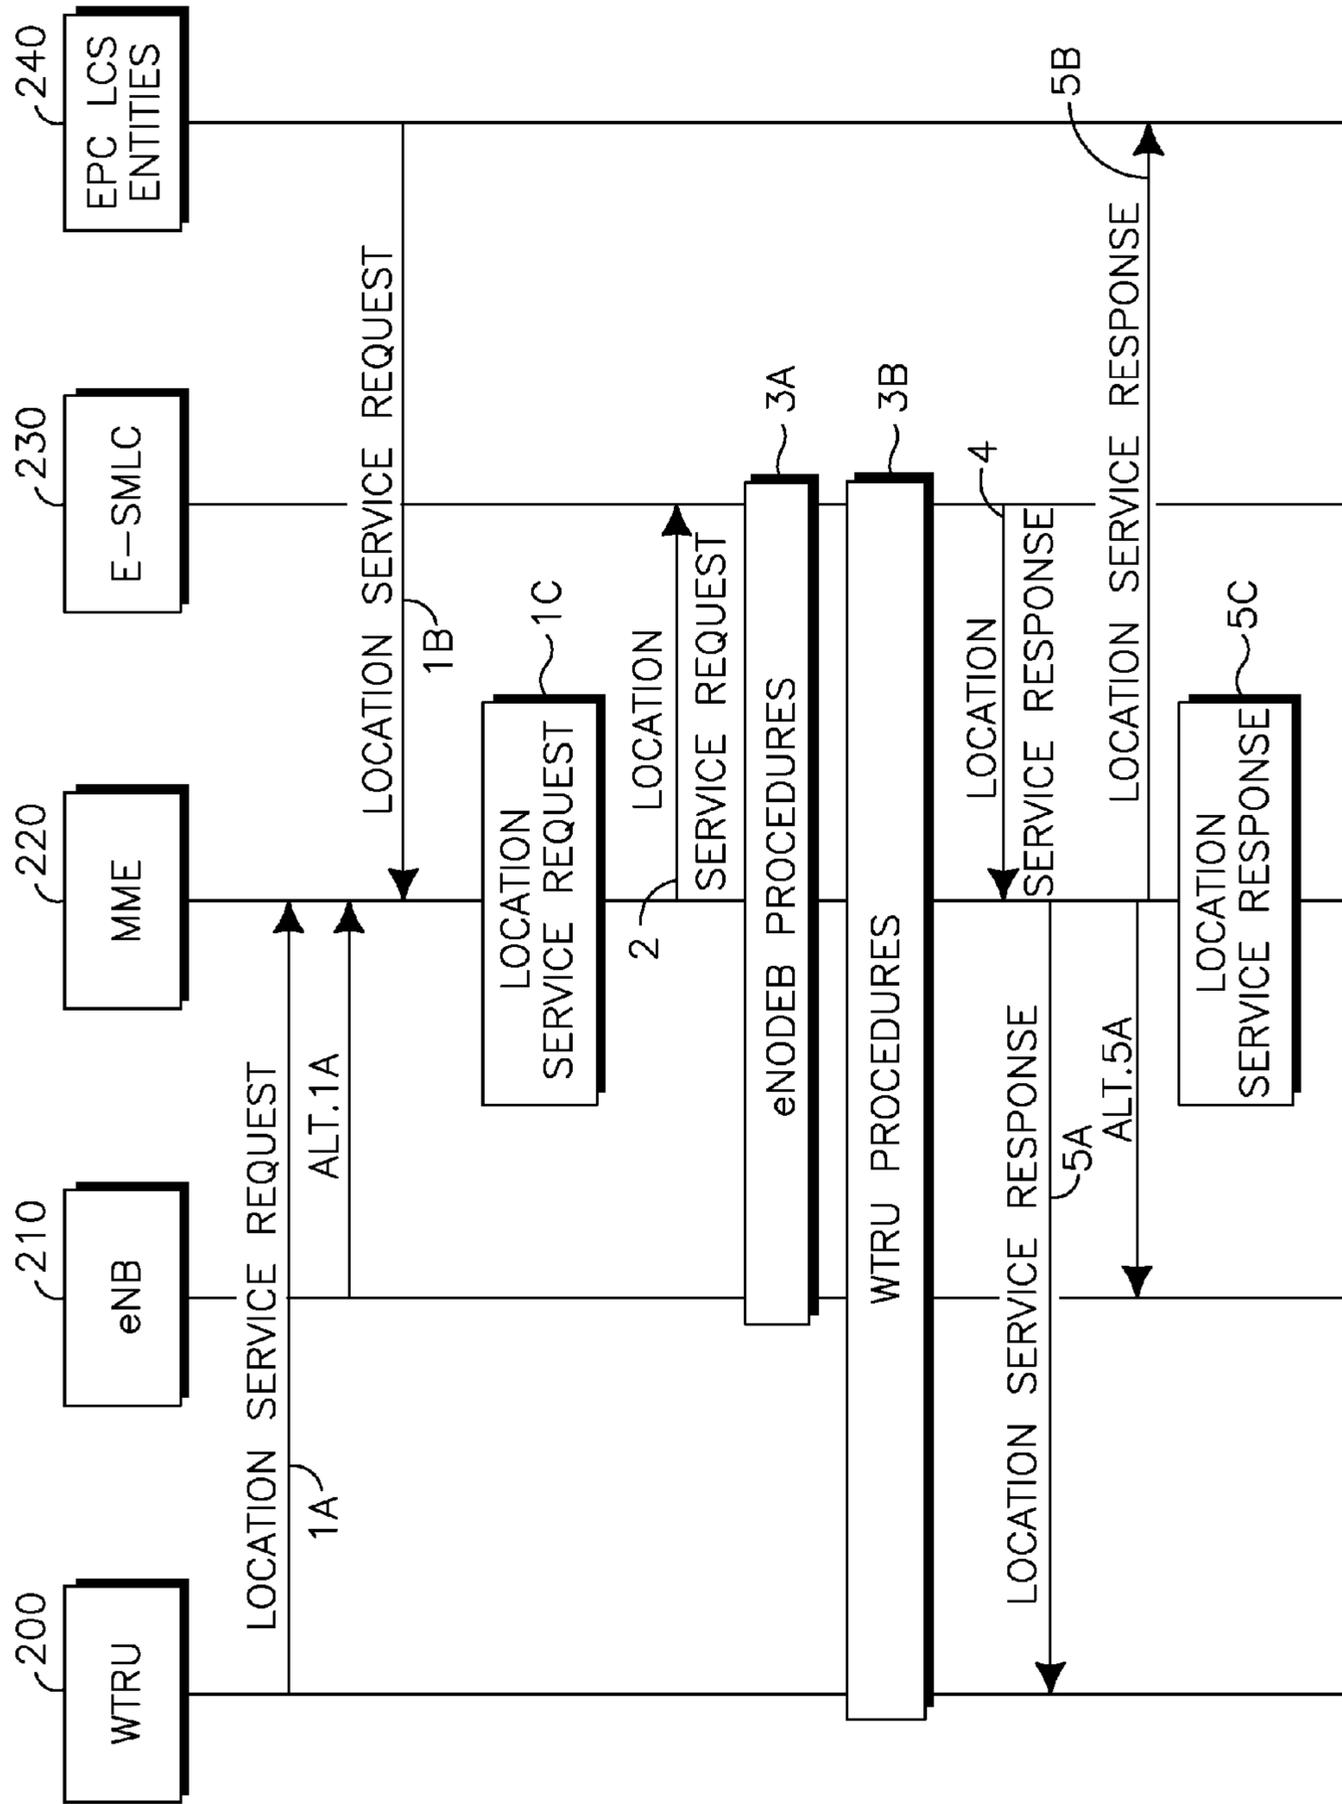 200
210
220
230
240
WTRU
eNB
MME
E-SMLC
EPC LCS
ENTITIES
LOCATION SERVICE REQUEST
1A
ALT.1A
LOCATION SERVICE REQUEST
1B
LOCATION
SERVICE REQUEST
1C
LOCATION
2
SERVICE REQUEST
eNODEB PROCEDURES
3A
WTRU PROCEDURES
3B
LOCATION
4
SERVICE RESPONSE
LOCATION SERVICE RESPONSE
5A
ALT.5A
LOCATION SERVICE RESPONSE
5B
LOCATION
SERVICE RESPONSE
5C